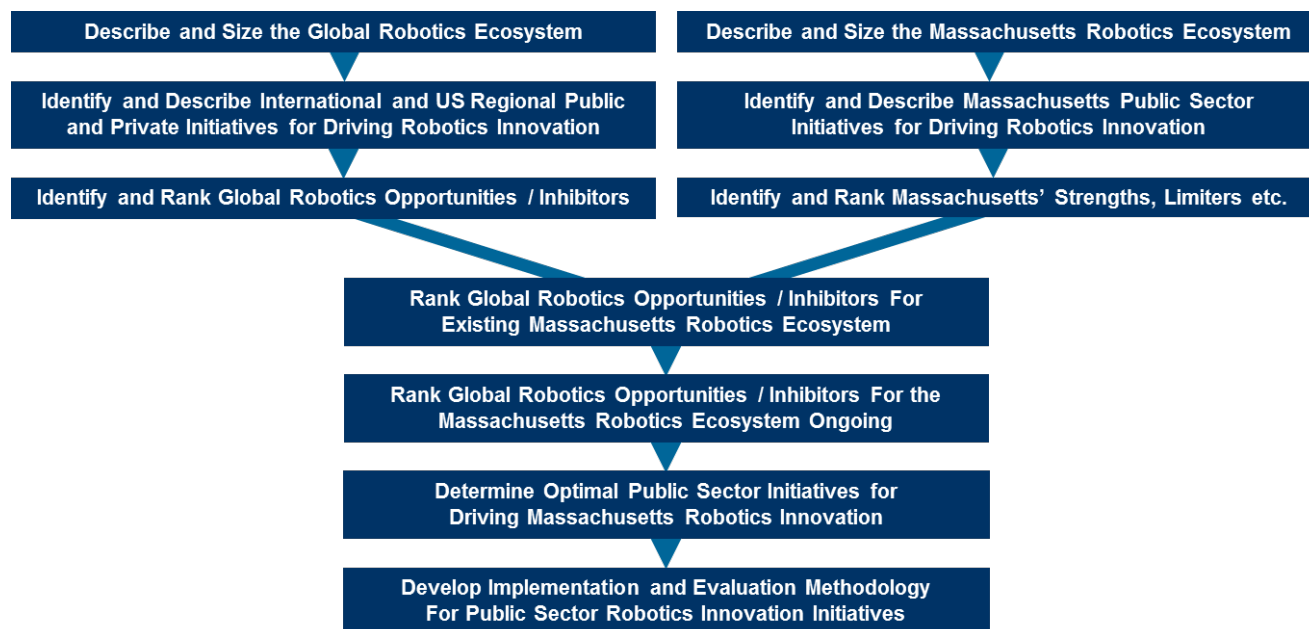 Describe and Size the Global Robotics Ecosystem
Describe and Size the Massachusetts Robotics Ecosystem
Identify and Describe International and US Regional Public
and Private Initiatives for Driving Robotics Innovation
Identify and Describe Massachusetts Public Sector
Initiatives for Driving Robotics Innovation
Identify and Rank Global Robotics Opportunities / Inhibitors
Identify and Rank Massachusetts’ Strengths, Limiters etc.
Rank Global Robotics Opportunities / Inhibitors For
Existing Massachusetts Robotics Ecosystem
Rank Global Robotics Opportunities / Inhibitors For the
Massachusetts Robotics Ecosystem Ongoing
Determine Optimal Public Sector Initiatives for
Driving Massachusetts Robotics Innovation
Develop Implementation and Evaluation Methodology
For Public Sector Robotics Innovation Initiatives